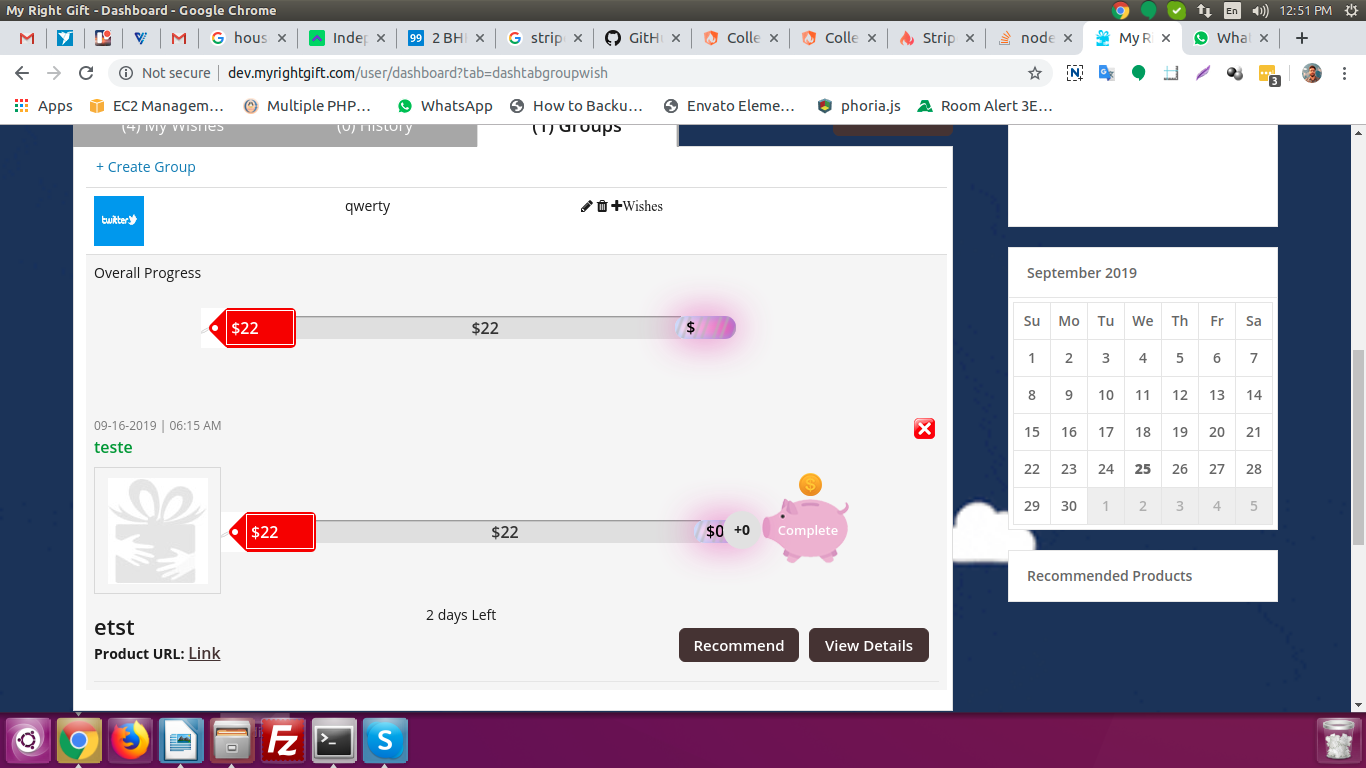 My Right Gift - Dashboard - Google Chrome
En
12:51 PM
hous
Indep
99 2 BHK
strip
GitHu
Colle
Colle
Strip
node
My Ri
What
Not secure
dev.myrightgift.com/user/dashboard?tab=dashtabgroupwish
3
Apps
EC2 Managem...
Multiple PHP...
WhatsApp
How to Backu...
Envato Eleme...
phoria.js
Room Alert 3E...
(4) My Wishes
(0) History
(1) Groups
+ Create Group
twitter
qwerty
Wishes
Overall Progress
$22
$22
$
09-16-2019 | 06:15 AM
teste
$22
$22
$0
+0
$
Complete
2 days Left
etst
Product URL: Link
Recommend
View Details
September 2019
Su Mo Tu We Th Fr Sa
1 2 3 4 5 6 7
8 9 10 11 12 13 14
15 16 17 18 19 20 21
22 23 24 25 26 27 28
29 30 1 2 3 4 5
Recommended Products
Fz
>_
S